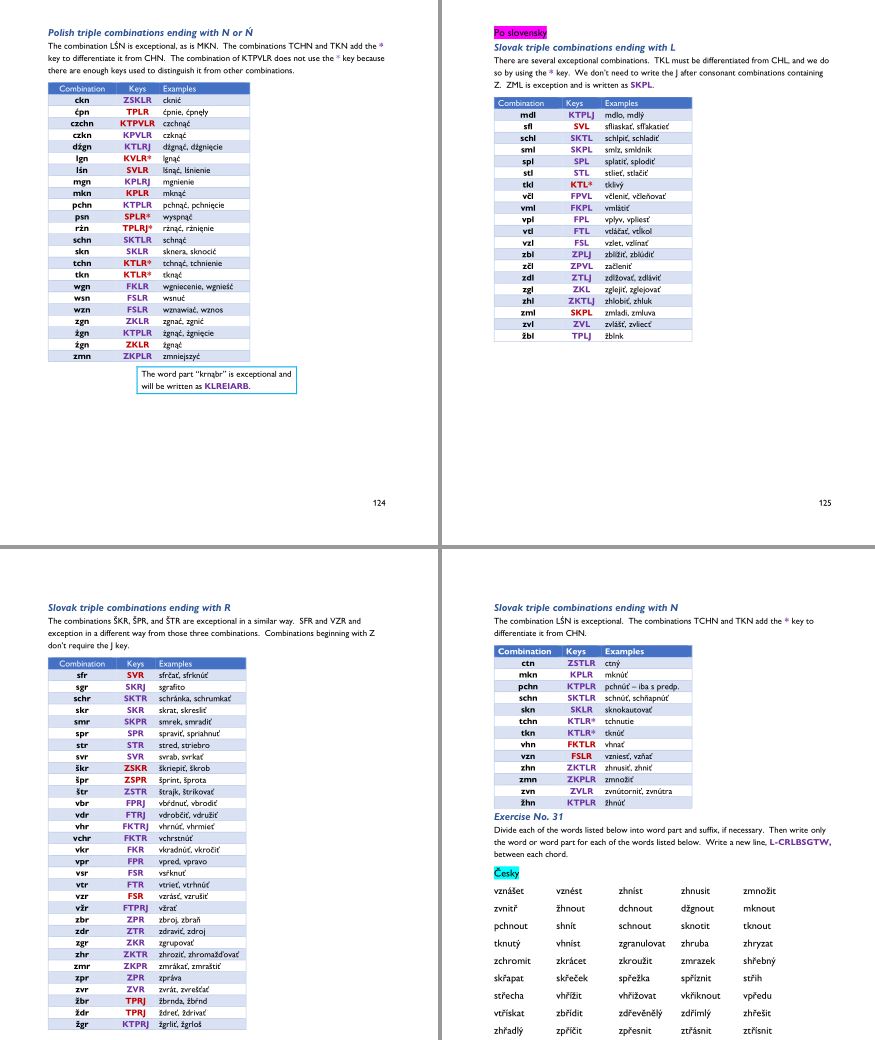 Polish triple combinations ending with N or Ń
The combination LŚN is exceptional, as is MKN. The combinations TCHN and TKN add the *
key to differentiate it from CHN. The combination of KTPVLR does not use the * key because
there are enough keys used to distinguish it from other combinations.
Combination Keys Examples
ckn ZSKLR cknić
ćpn TPLR ćpnie, ćpnęły
czchn KTPVLR czchnąć
czkn KPVLR czknąć
dźgn KTLRJ dźgnąć, dźgnięcie
lgn KVLR* lgnąć
lśn SVLR lśnąć, lśnienie
mgn KPLRJ mgnienie
mkn KPLR mknąć
pchn KTPLR pchnąć, pchnięcie
psn SPLR* wyspnąć
rżn TPLRJ* rżnąć, rżnięnie
schn SKTLR schnąć
skn SKLR sknera, sknocić
tchn KTLR* tchnąć, tchnienie
tkn KTLR* tknąć
wgn FKLR wgniecenie, wgnieść
wsn FSLR wsnuć
wzn FSLR wznawiać, wznos
zgn ZKLR zgnać, zgnić
żgn KTPLR żgnąć, żgnięcie
źgn ZKLR źgnąć
zmn ZKPLR zmniejszyć
The word part "krnąbr" is exceptional and
will be written as KLREIARB.
124
Po slovensky
Slovak triple combinations ending with L
There are several exceptional combinations. TKL must be differentiated from CHL, and we do
so by using the * key. We don't need to write the J after consonant combinations containing
Z. ZML is exception and is written as SKPL.
Combination Keys Examples
mdl KTPLJ mdlo, mdlý
sfl SVL sfliaskať, sfľakatieť
schl SKTL schlpiť, schladiť
sml SKPL smlz, smldník
spl SPL splatiť, splodiť
stl STL stlieť, stlačiť
tkl KTL* tklivý
včl FPVL včleniť, včleňovať
vml FKPL vmlátiť
vpl FPL vplyv, vpliesť
vtl FTL vtláčať, vtĺkol
vzl FSL vzlet, vzlínať
zbl ZPLJ zblížiť, zblúdiť
zčl ZPVL začleniť
zdl ZTLJ zdlžovať, zdláviť
zgl ZKL zglejiť, zglejovať
zhl ZKTLJ zhlobiť, zhluk
zml SKPL zmladi, zmluva
zvl ZVL zvlášť, zvliecť
žbl TPLJ žblnk
125
Slovak triple combinations ending with R
The combinations ŠKR, ŠPR, and ŠTR are exceptional in a similar way. SFR and VZR and
exception in a different way from those three combinations. Combinations beginning with Z
don't require the J key.
Combination Keys Examples
sfr SVR sfrčať, sfrknúť
sgr SKRJ sgrafito
schr SKTR schránka, schrumkať
skr SKR skrat, skresliť
smr SKPR smrek, smradiť
spr SPR spraviť, spriahnuť
str STR stred, striebro
svr SVR svrab, svrkať
škr ZSKR škriepiť, škrob
špr ZSPR šprint, šprota
štr ZSTR štrajk, štrikovať
vbr FPRJ vbŕdnuť, vbrodiť
vdr FTRJ vdrobčiť, vdružiť
vhr FKTRJ vhrnúť, vhrmieť
vchr FKTR vchrstnúť
vkr FKR vkradnúť, vkročiť
vpr FPR vpred, vpravo
vsr FSR vsŕknuť
vtr FTR vtrieť, vtrhnúť
vzr FSR vzrásť, vzrušiť
vžr FTPRJ vžrať
zbr ZPR zbroj, zbraň
zdr ZTR zdraviť, zdroj
zgr ZKR zgrupovať
zhr ZKTR zhroziť, zhromažďovať
zmr ZKPR zmrákať, zmraštiť
zpr ZPR zpráva
zvr ZVR zvrát, zvrešťať
žbr TPRJ žbrnda, žbŕnd
ždr TPRJ ždreť, ždrivať
žgr KTPRJ žgrliť, žgrloš
Slovak triple combinations ending with N
The combination LŚN is exceptional. The combinations TCHN and TKN add the * key to
differentiate it from CHN.
Combination Keys Examples
ctn ZSTLR ctný
mkn KPLR mknúť
pchn KTPLR pchnúť – iba s predp.
schn SKTLR schnúť, schňapnúť
skn SKLR sknokautovať
tchn KTLR* tchnutie
tkn KTLR* tknúť
vhn FKTLR vhnať
vzn FSLR vzniesť, vzňať
zhn ZKTLR zhnusiť, zhniť
zmn ZKPLR zmnožiť
zvn ZVLR zvnútorniť, zvnútra
žhn KTPLR žhnúť
Exercise No. 31
Divide each of the words listed below into word part and suffix, if necessary. Then write only
the word or word part for each of the words listed below. Write a new line, L-CRLBSGTW,
between each chord.
Česky
vznášet vznést zhníst zhnusit zmnožit
zvnitř žhnout dchnout džgnout mknout
pchnout shnít schnout sknotit tknout
tknutý vhníst zgranulovat zhruba zhryzat
zchromit zkrácet zkroužit zmrazek shřebný
skřapat skřeček spřežka spříznit střih
střecha vhřížit vhřižovat vkřiknout vpředu
vtřískat zbřídit zdřevěnělý zdřímlý zhřešit
zhřadlý zpříčit zpřesnit ztřásnit ztřísnit